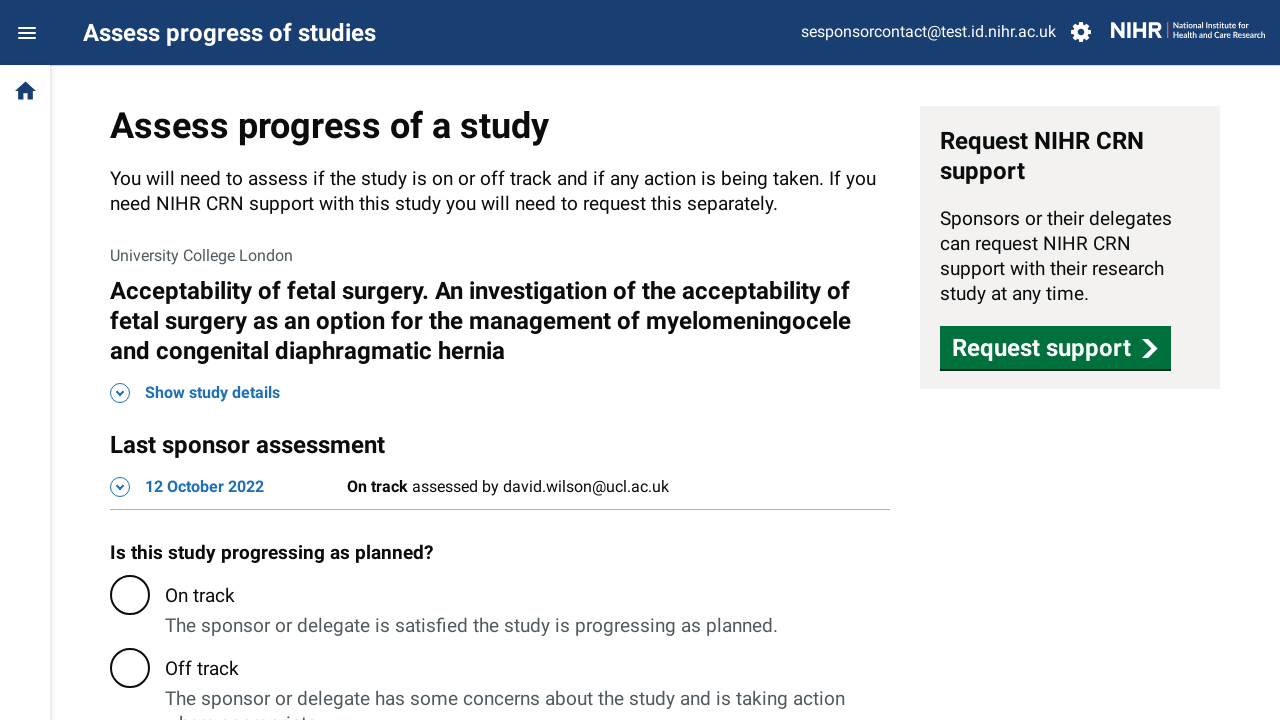 Assess progress of studies
sesponsorcontact@test.id.nihr.ac.uk
NIHR
National Institute for
Health and Care Research
Assess progress of a study
You will need to assess if the study is on or off track and if any action is being taken. If you
need NIHR CRN support with this study you will need to request this separately.
University College London
Acceptability of fetal surgery. An investigation of the acceptability of
fetal surgery as an option for the management of myelomeningocele
and congenital diaphragmatic hernia
Show study details
Last sponsor assessment
12 October 2022
On track assessed by david.wilson@ucl.ac.uk
Is this study progressing as planned?
On track
The sponsor or delegate is satisfied the study is progressing as planned.
Off track
The sponsor or delegate has some concerns about the study and is taking action
Request NIHR CRN
support
Sponsors or their delegates
can request NIHR CRN
support with their research
study at any time.
Request support